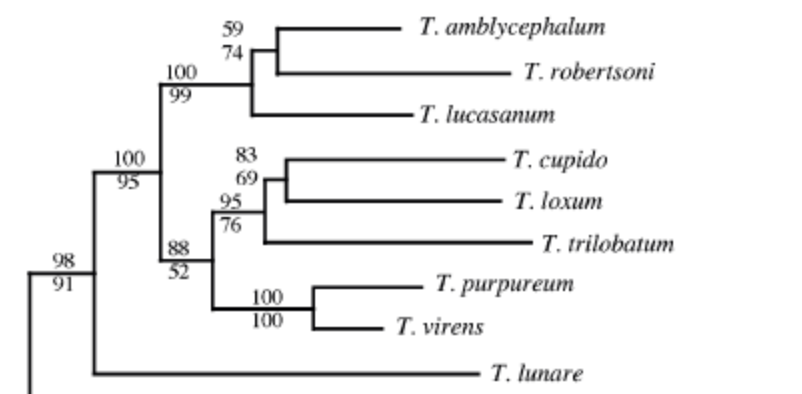 59
T. amblycephalum
74
100
T. robertsoni
99
T. lucasanum
100
83
T. cupido
95
69
95
T. loxum
76
T. trilobatum
88
52
98
T. purpureum
91
100
100
T. virens
T. lunare